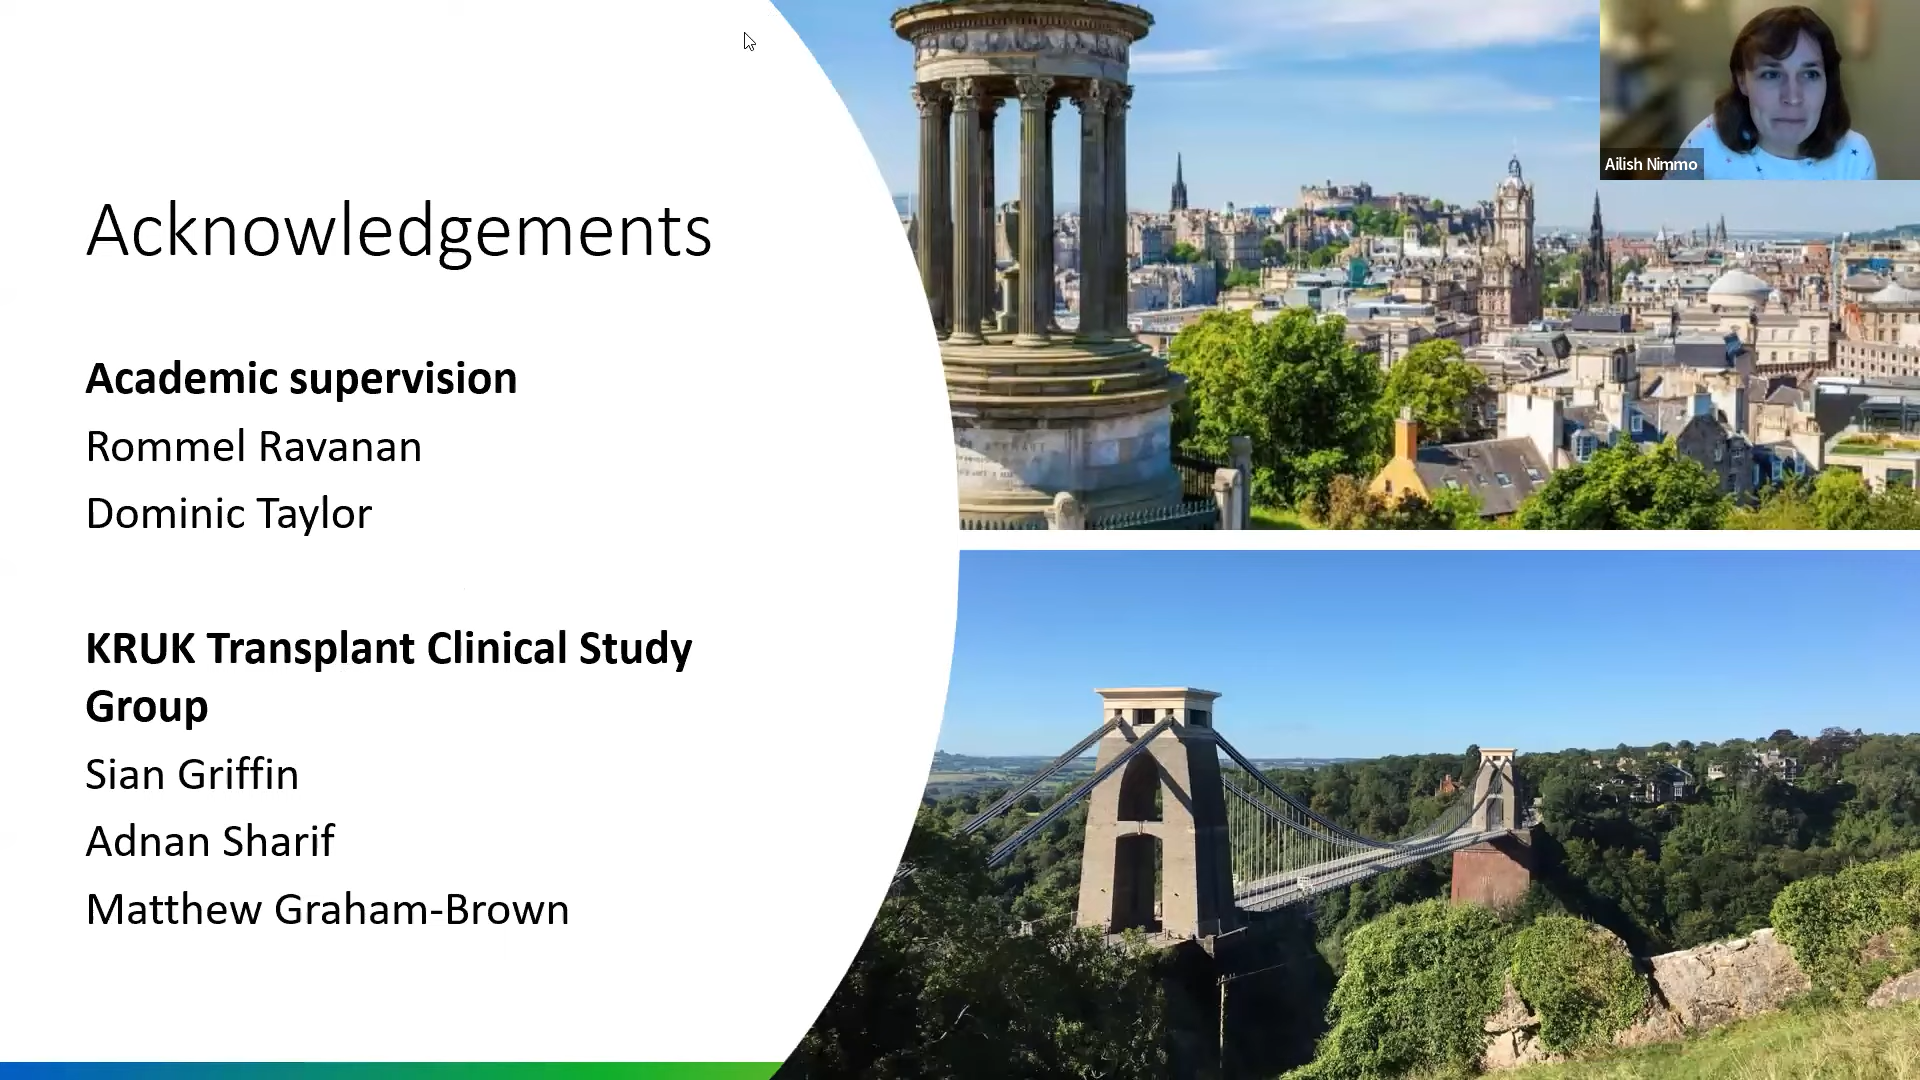 Acknowledgements
Academic supervision
Rommel Ravanan
Dominic Taylor
KRUK Transplant Clinical Study
Group
Sian Griffin
Adnan Sharif
Matthew Graham-Brown
Ailish Nimmo